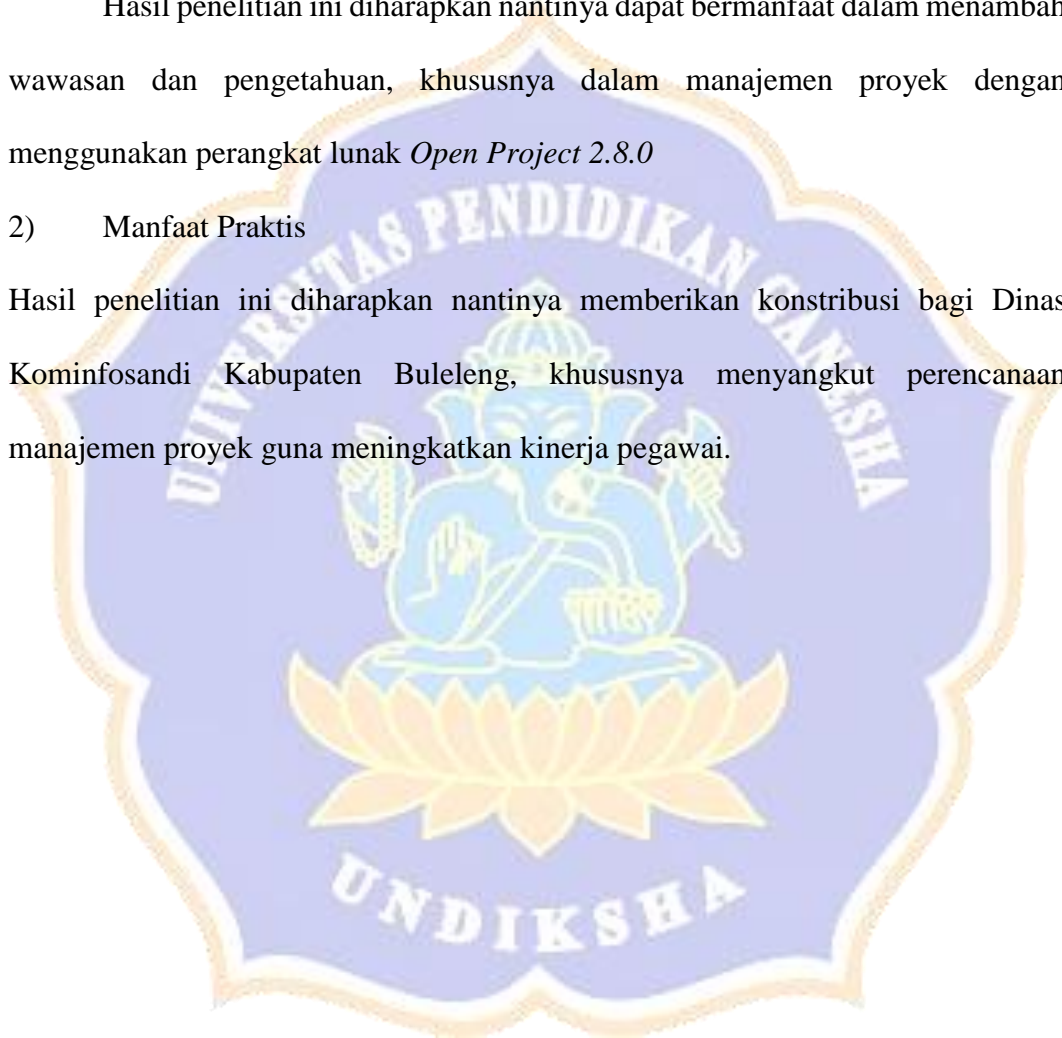 Hasil penelitian ini diharapkan nantinya dapat bermanfaat dalam menambah
wawasan dan pengetahuan, khususnya dalam manajemen proyek dengan
menggunakan perangkat lunak Open Project 2.8.0
2) Manfaat Praktis
Hasil penelitian ini diharapkan nantinya memberikan konstribusi bagi Dinas
Kominfosandi Kabupaten Buleleng, khususnya menyangkut perencanaan
manajemen proyek guna meningkatkan kinerja pegawai.
UNIVERSITAS PENDIDIKAN GANESHA
UNDIKSHA